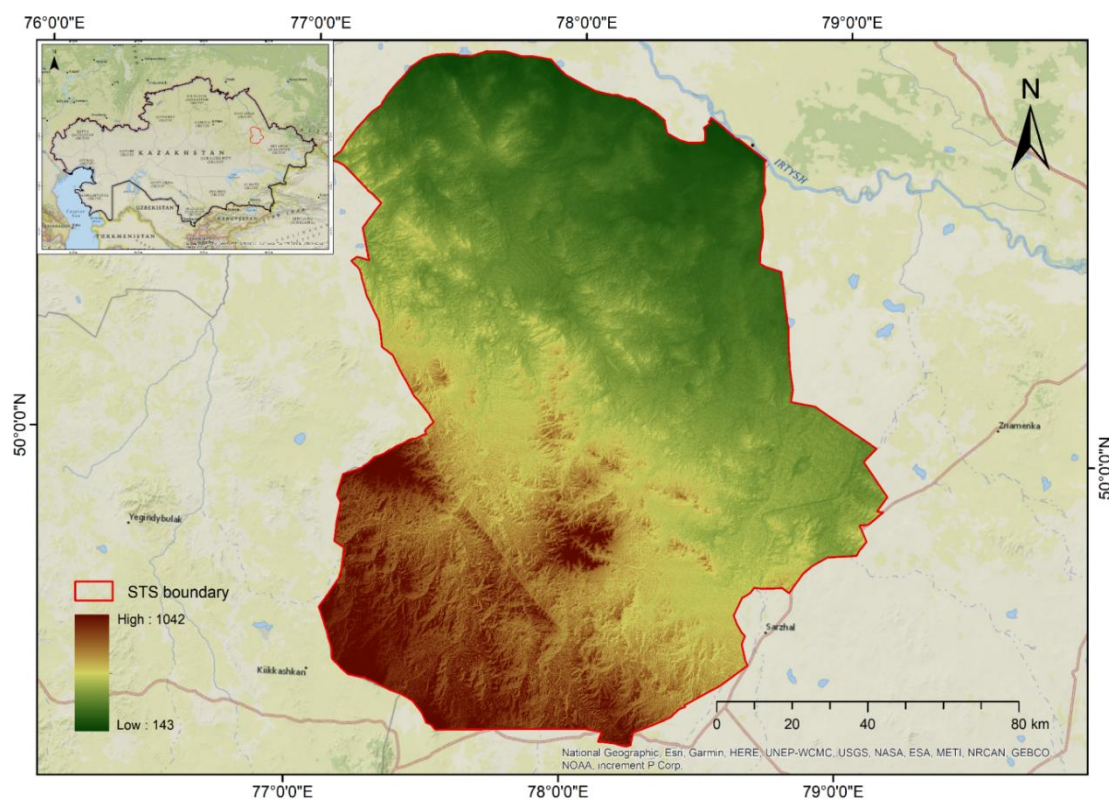 76°0'0"E 77°0'0"E 78°0'0"E 79°0'0"E
N
KAZAKHSTAN
UZBEKISTAN
TURKMENISTAN
N
IRTYSH
50°0'0"N
Znamenka
50°0'0"N
Yegindybulak
STS boundary
High : 1042
Low : 143
Sarzhal
Kiikkashkan
0 20 40 80 km
National Geographic, Esri, Garmin, HERE, UNEP-WCMC, USGS, NASA, ESA, METI, NRCAN, GEBCO,
NOAA, increment P Corp.
77°0'0"E 78°0'0"E 79°0'0"E